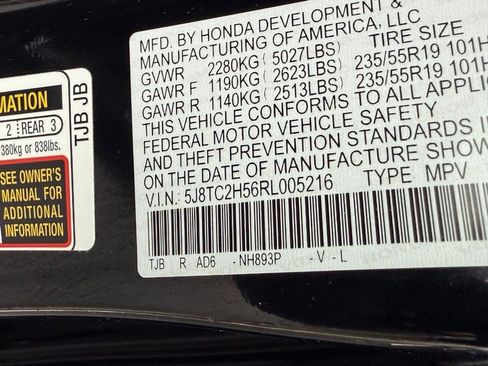 MATION
2 REAR 3
380kg or 838lbs.
SEE OWNER'S
MANUAL FOR
ADDITIONAL
INFORMATION
TJB JB
MFD. BY HONDA DEVELOPMENT &
MANUFACTURING OF AMERICA, LLC
TIRE SIZE
GVWR 2280KG (5027LBS)
GAWR F 1190KG (2623LBS) 235/55R19 101H
GAWR R 1140KG (2513LBS) 235/55R19 101H
THIS VEHICLE CONFORMS TO ALL APPLIC
FEDERAL MOTOR VEHICLE SAFETY
AND THEFT PREVENTION STANDARDS IN
ON THE DATE OF MANUFACTURE SHOW
V.I.N.: 5J8TC2H56RL005216 TYPE MPV
TJB R AD6 -NH893P -V-L